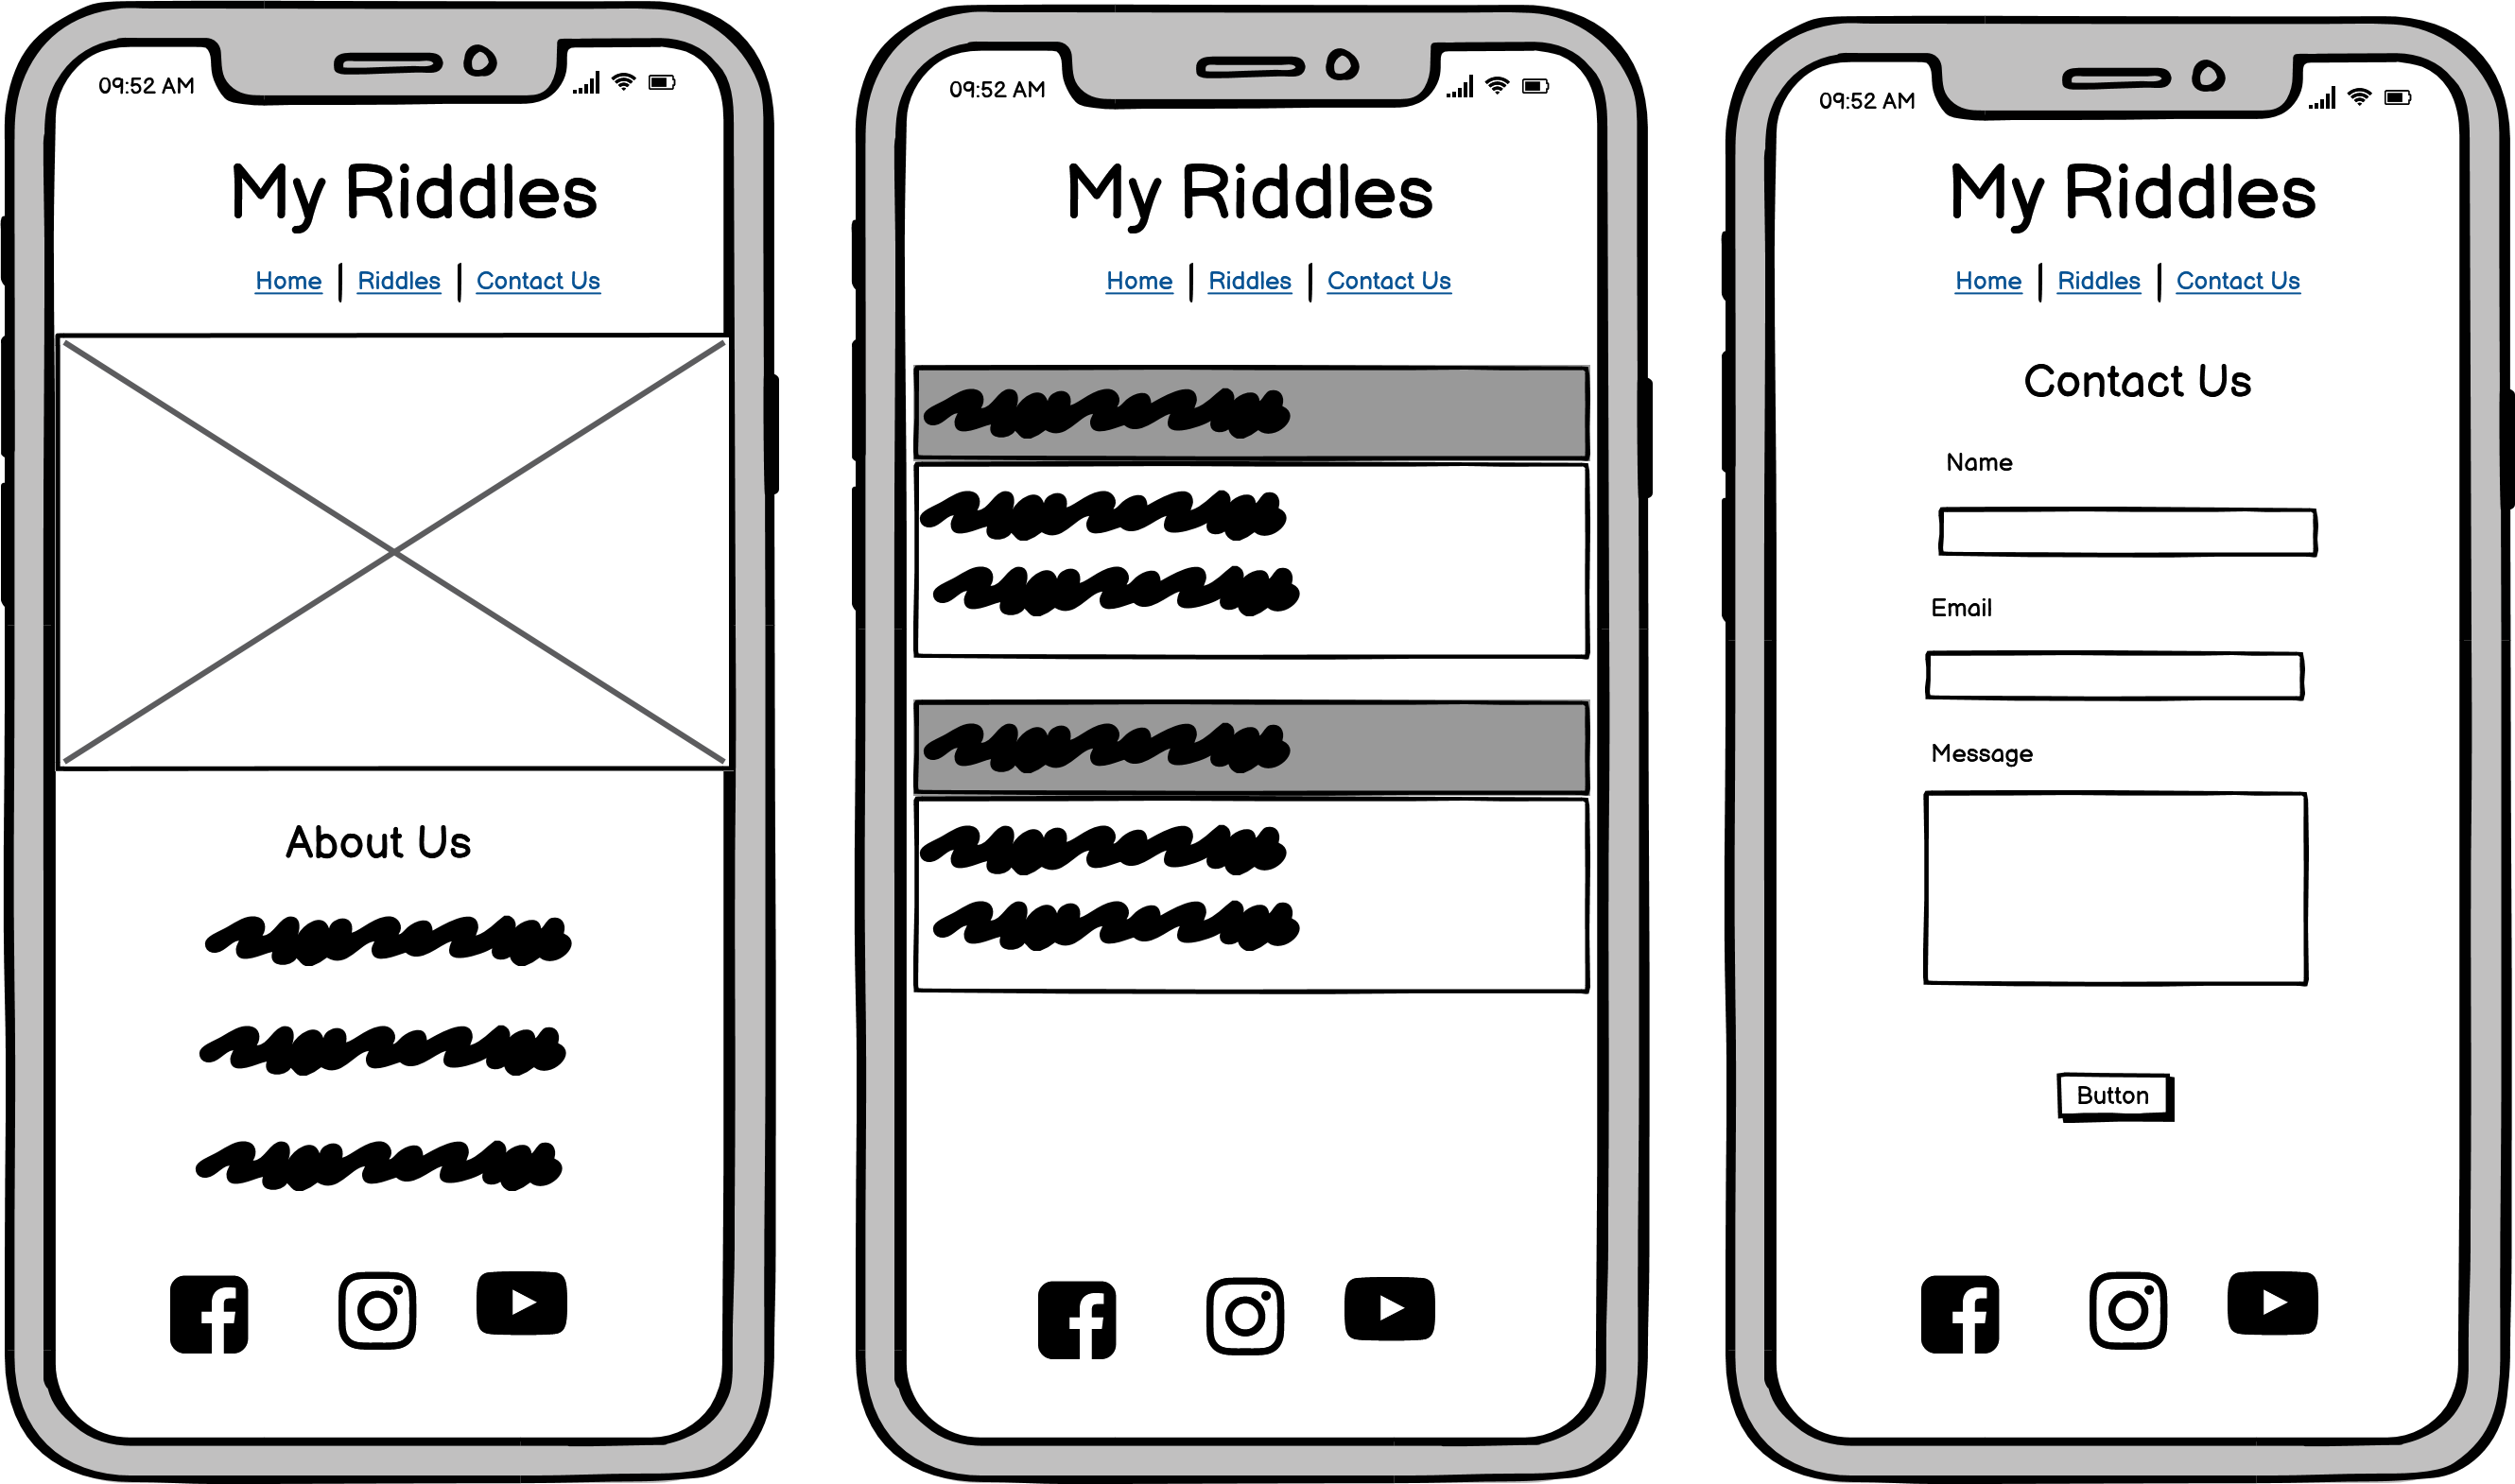 09:52 AM
My Riddles
Home | Riddles | Contact Us
About Us
09:52 AM
My Riddles
Home | Riddles | Contact Us
09:52 AM
My Riddles
Home | Riddles | Contact Us
Contact Us
Name
Email
Message
Button